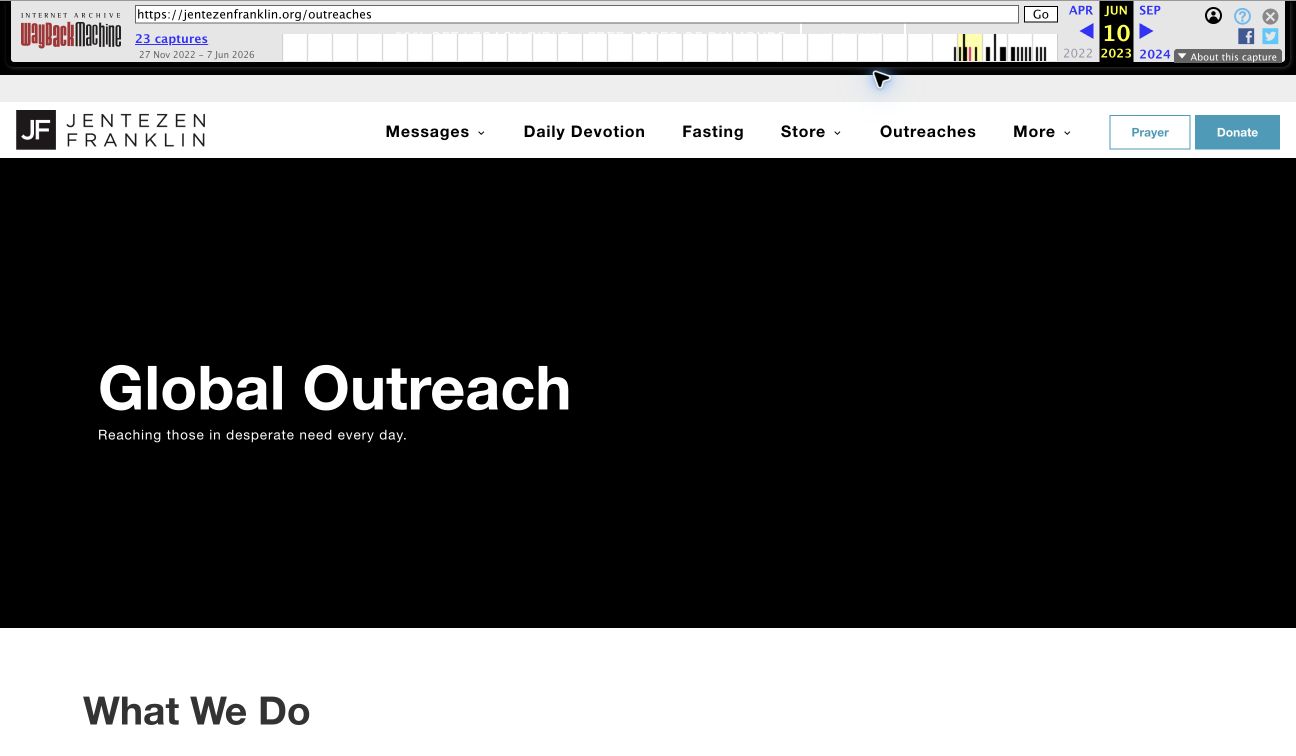 INTERNET ARCHIVE
WayBackMachine
https://jentezenfranklin.org/outreaches
Go
23 captures
27 Nov 2022 – 7 Jun 2026
APR JUN SEP
10
2022 2023 2024
About this capture
JF JENTEZEN FRANKLIN
Messages Daily Devotion Fasting Store Outreaches More Prayer Donate
Global Outreach
Reaching those in desperate need every day.
What We Do